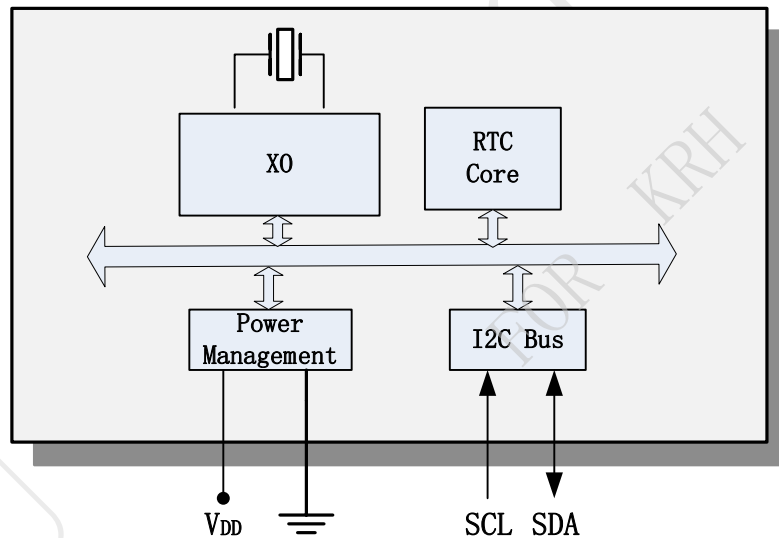 XO
RTC
Core
Power
Management
I2C Bus
VDD
SCL SDA
FOR KRH